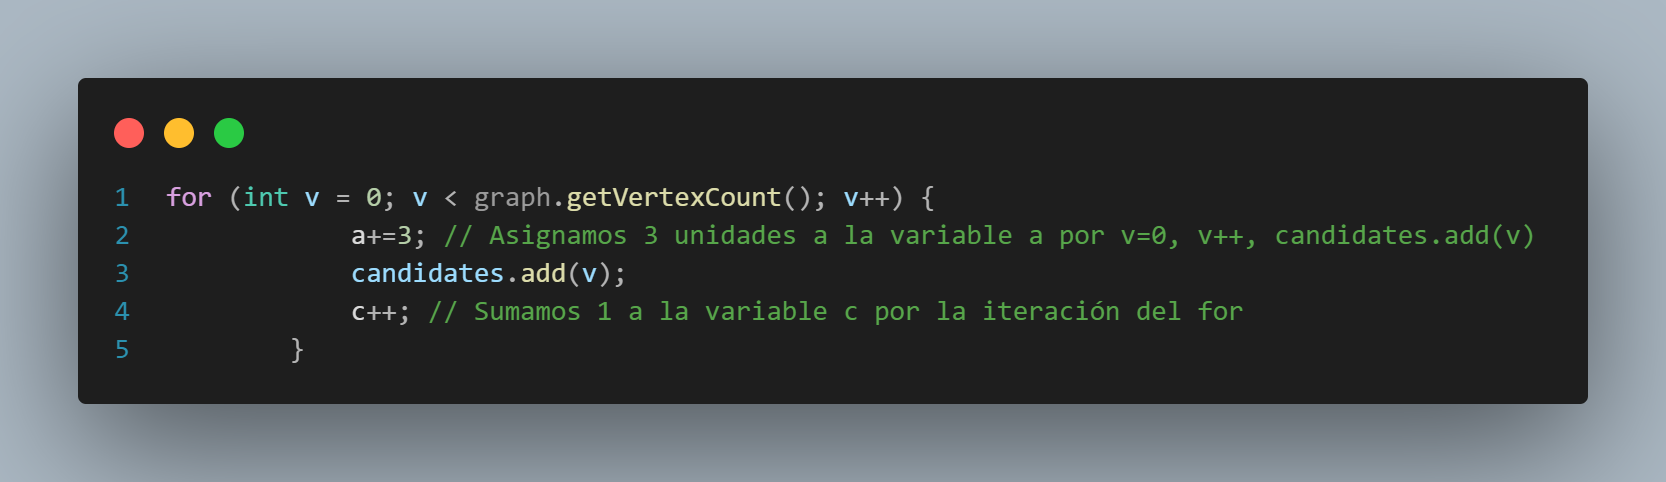 1 for (int v = 0; v < graph.getVertexCount(); v++) {
2 a+=3; // Asignamos 3 unidades a la variable a por v=0, v++, candidates.add(v)
3 candidates.add(v);
4 c++; // Sumamos 1 a la variable c por la iteración del for
5 }